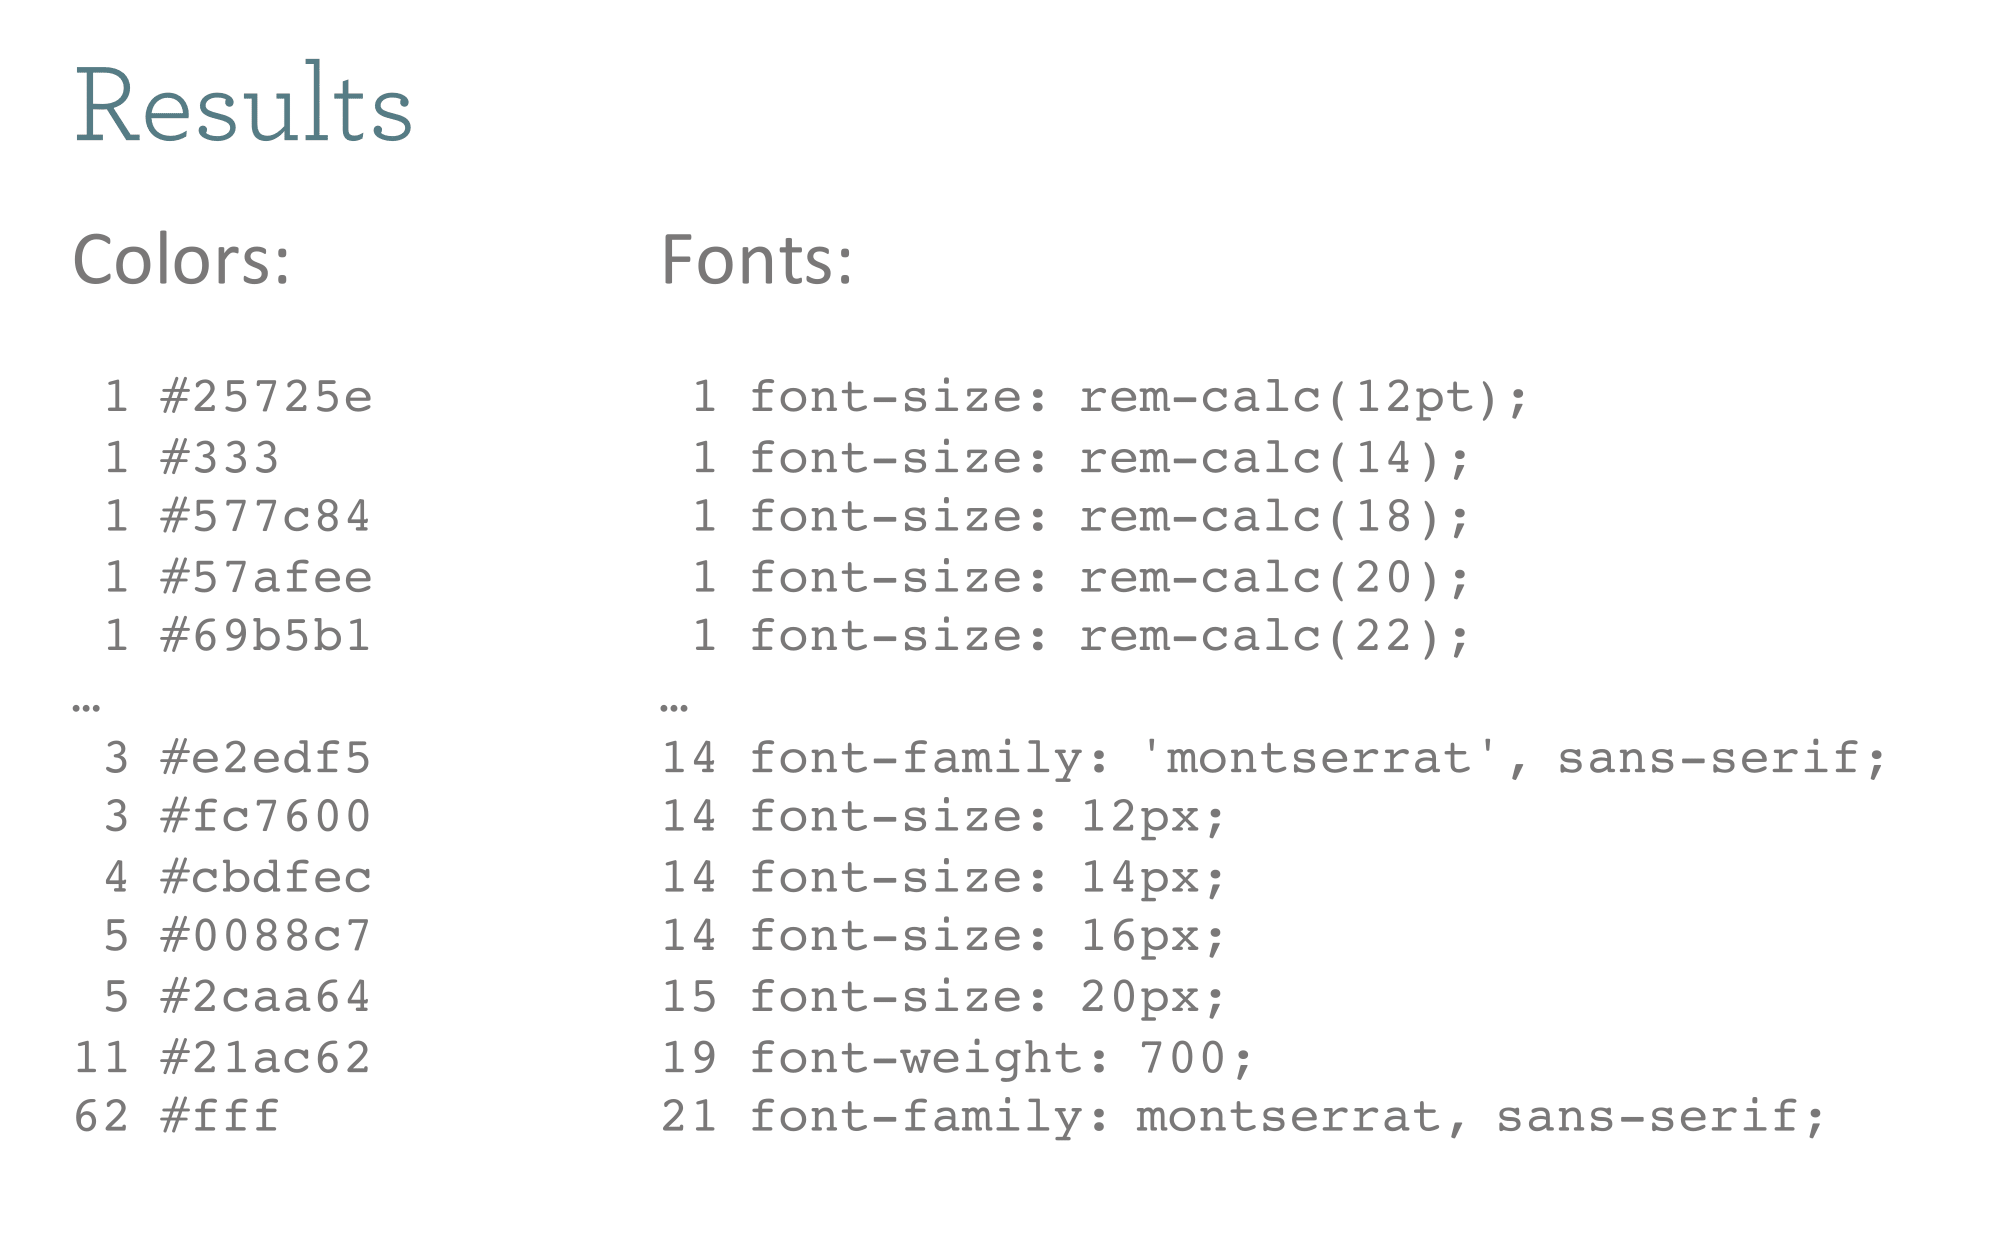 Results
Colors:
1 #25725e
1 #333
1 #577c84
1 #57afee
1 #69b5b1
…
3 #e2edf5
3 #fc7600
4 #cbdfec
5 #0088c7
5 #2caa64
11 #21ac62
62 #fff
Fonts:
1 font-size: rem-calc(12pt);
1 font-size: rem-calc(14);
1 font-size: rem-calc(18);
1 font-size: rem-calc(20);
1 font-size: rem-calc(22);
…
14 font-family: 'montserrat', sans-serif;
14 font-size: 12px;
14 font-size: 14px;
14 font-size: 16px;
15 font-size: 20px;
19 font-weight: 700;
21 font-family: montserrat, sans-serif;